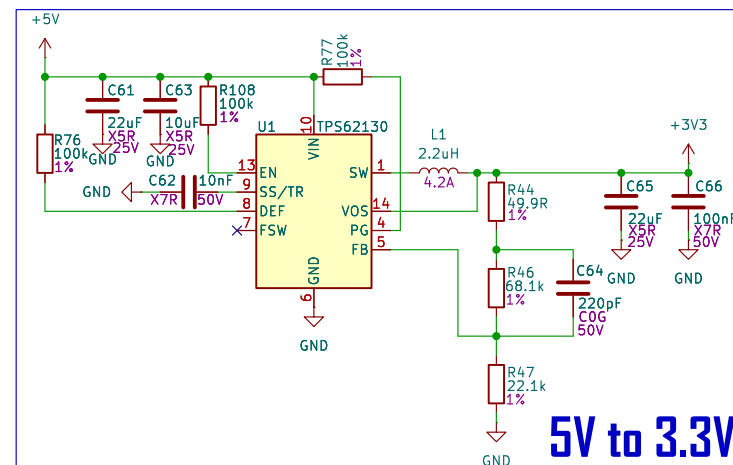 +5V
R77
100k
1%
C61
22uF
X5R
25V
GND
C63
10uF
X5R
25V
GND
R108
100k
1%
R76
100k
1%
U1
TPS62130
10
VIN
13
EN
9
SS/TR
8
DEF
7
FSW
GND
6
GND
SW
1
VOS
14
PG
4
FB
5
GND
C62
10nF
X7R
50V
L1
2.2uH
4.2A
+3V3
R44
49.9R
1%
R46
68.1k
1%
C64
220pF
C0G
50V
R47
22.1k
1%
GND
C65
22uF
X5R
25V
GND
C66
100nF
X7R
50V
GND
5V to 3.3V